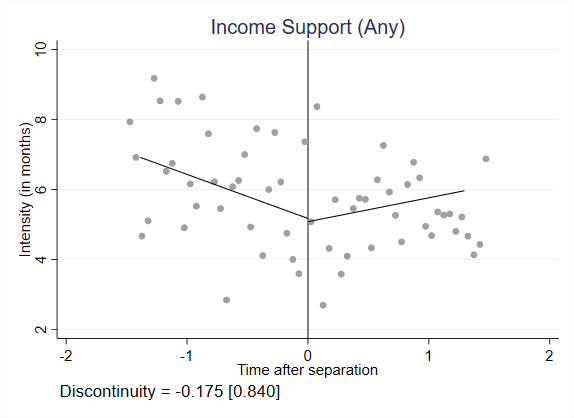 Income Support (Any)
Intensity (in months)
10
8
6
4
2
-2
-1
0
1
2
Time after separation
Discontinuity = -0.175 [0.840]